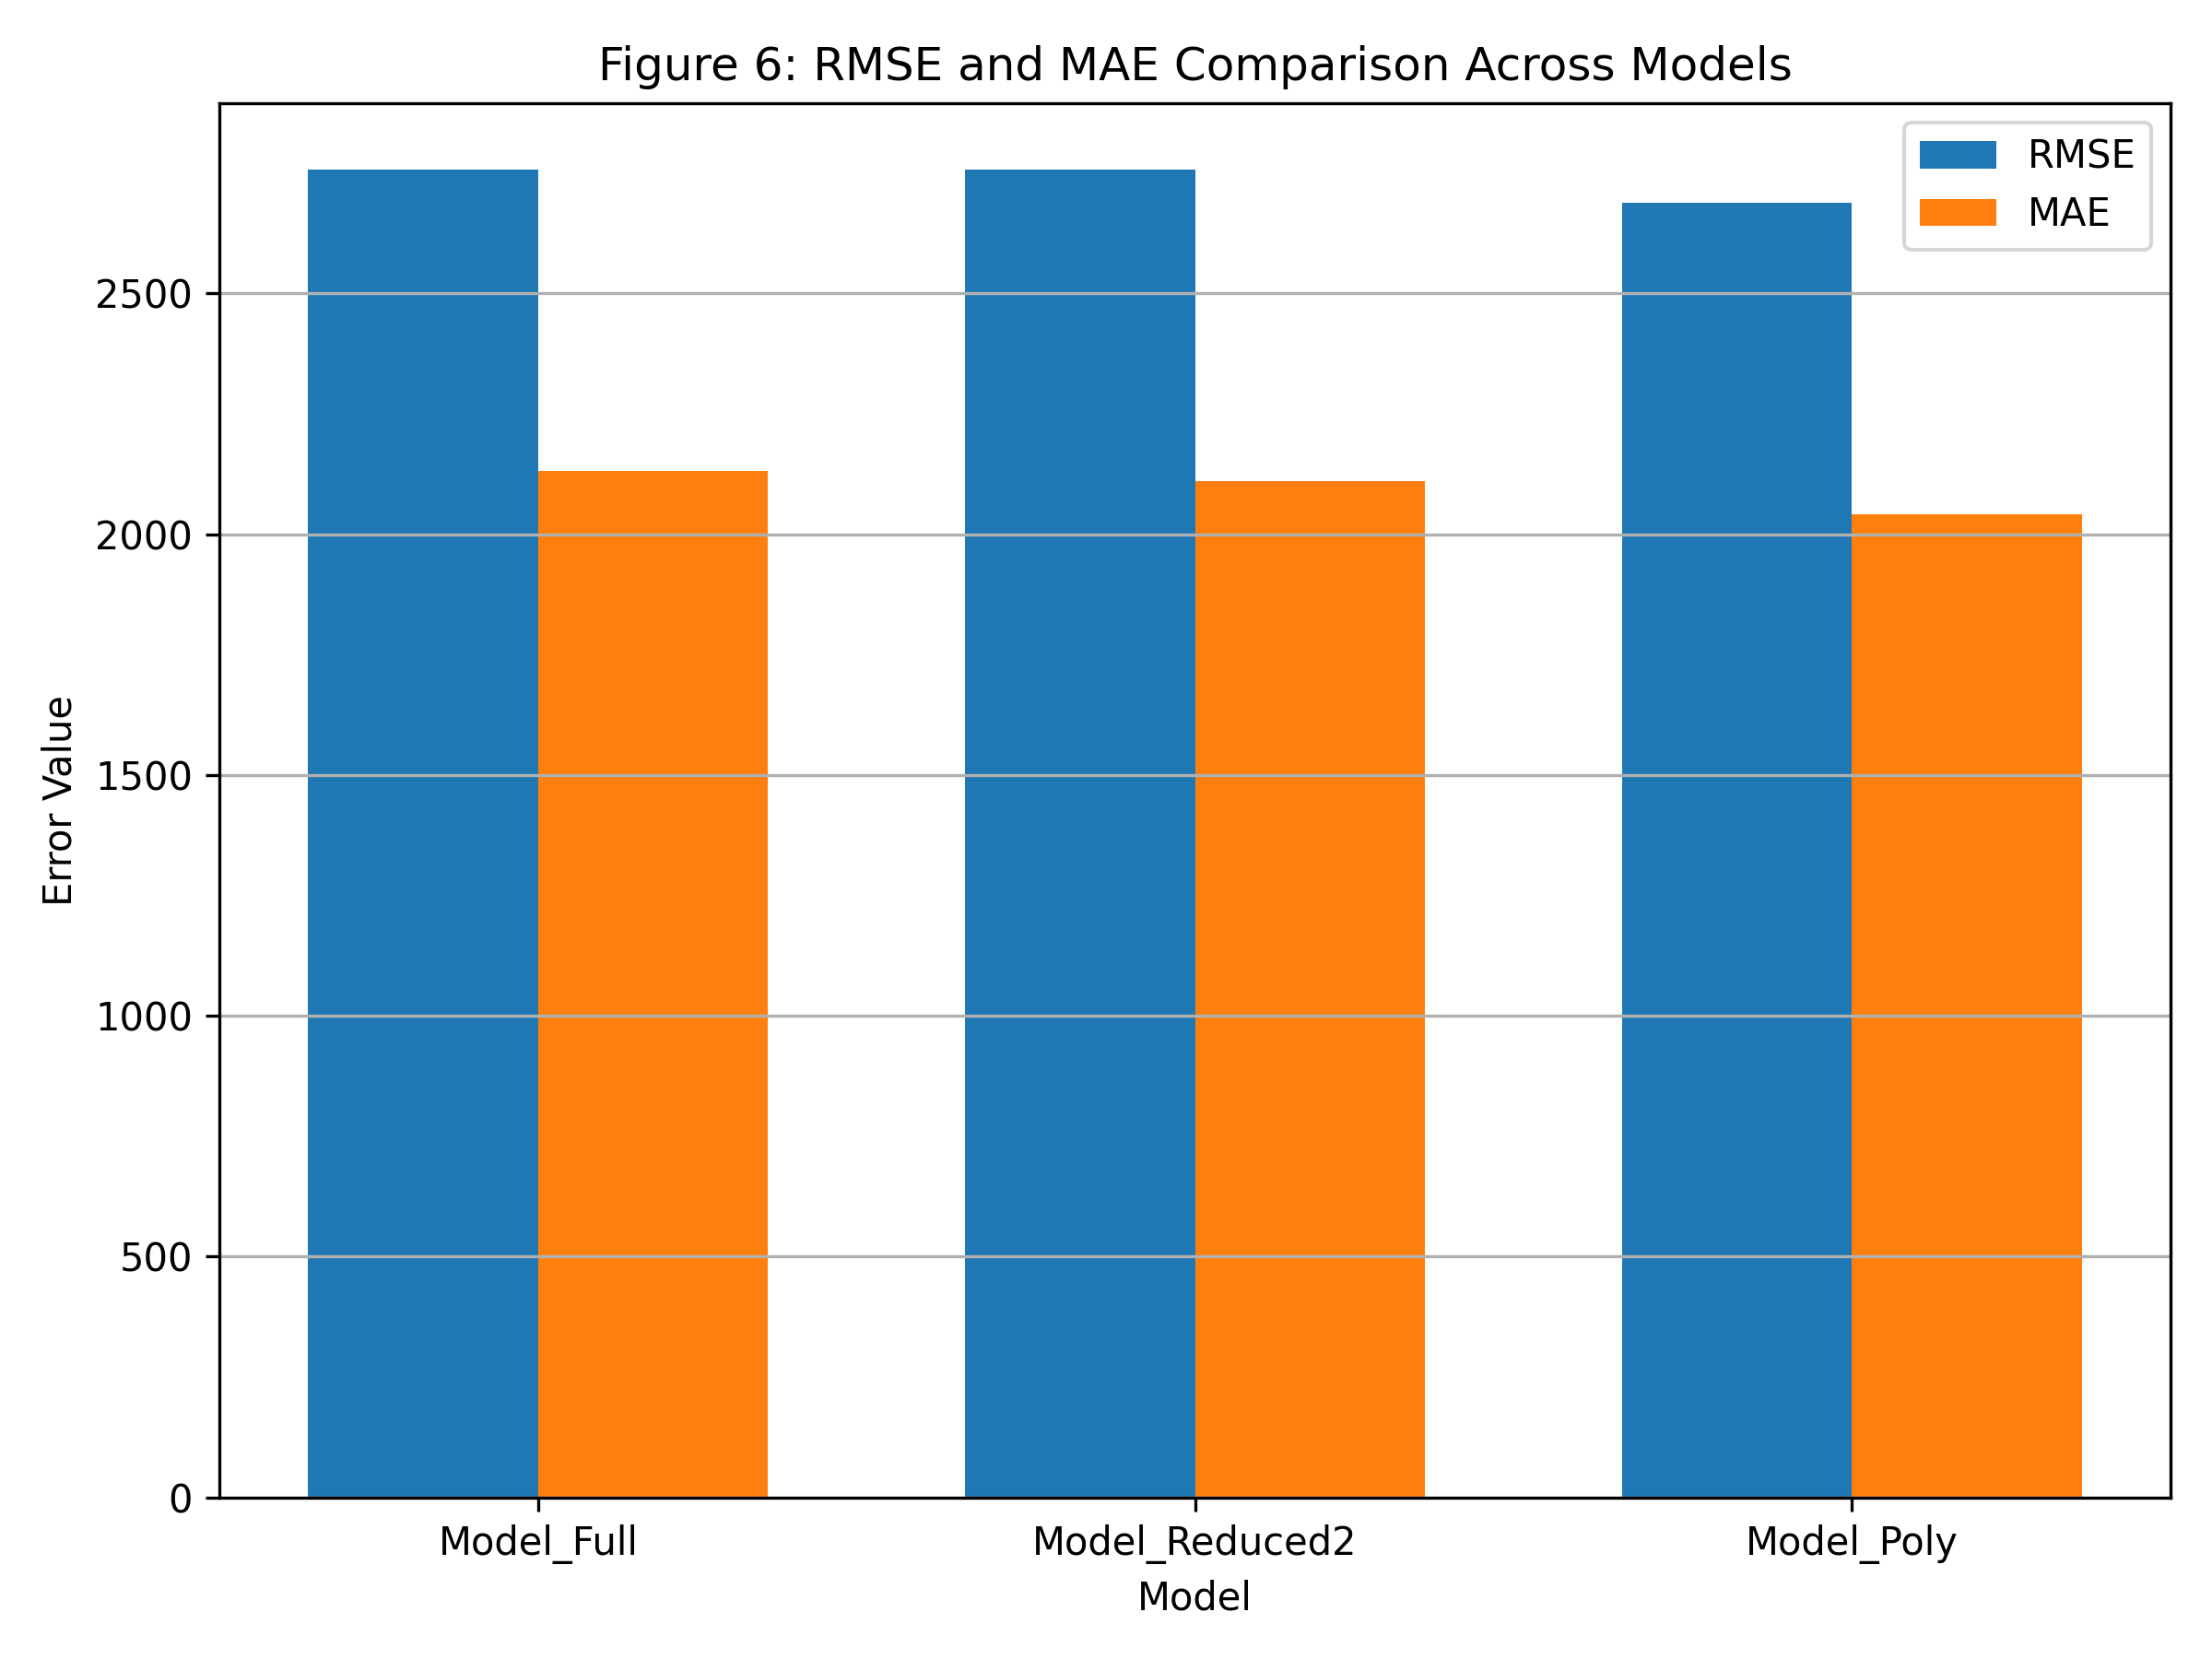 Figure 6: RMSE and MAE Comparison Across Models
RMSE
MAE
Error Value
2500
2000
1500
1000
500
0
Model_Full
Model_Reduced2
Model_Poly
Model